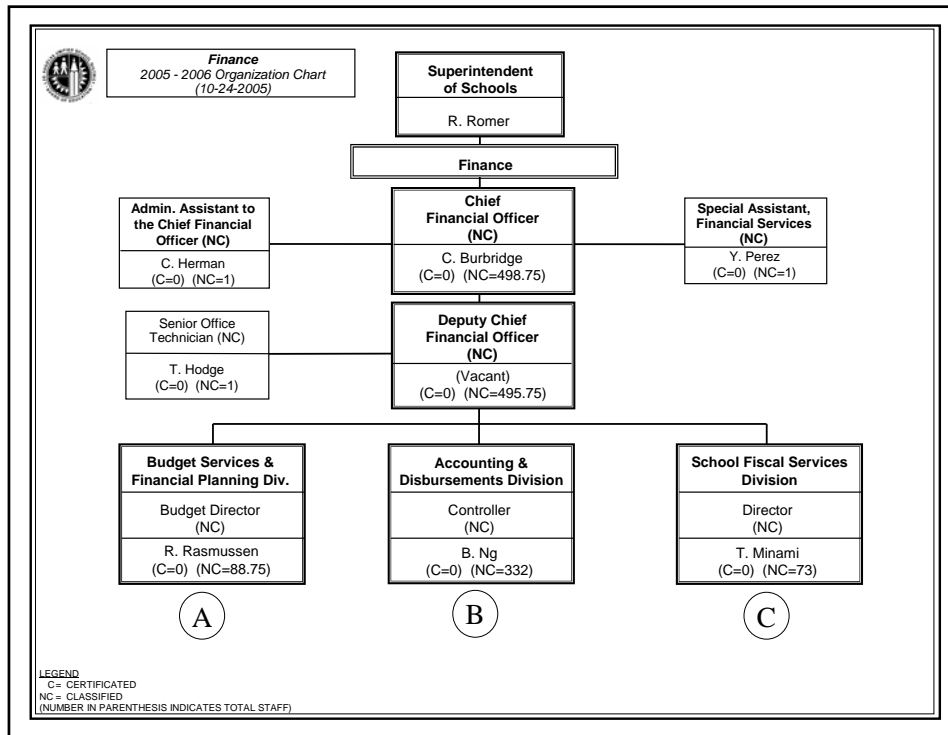 Finance
2005 - 2006 Organization Chart
(10-24-2005)
Superintendent
of Schools
R. Romer
Finance
Admin. Assistant to
the Chief Financial
Officer (NC)
C. Herman
(C=0) (NC=1)
Chief
Financial Officer
(NC)
C. Burbridge
(C=0) (NC=498.75)
Special Assistant,
Financial Services
(NC)
Y. Perez
(C=0) (NC=1)
Senior Office
Technician (NC)
T. Hodge
(C=0) (NC=1)
Deputy Chief
Financial Officer
(NC)
(Vacant)
(C=0) (NC=495.75)
Budget Services &
Financial Planning Div.
Budget Director
(NC)
R. Rasmussen
(C=0) (NC=88.75)
A
Accounting &
Disbursements Division
Controller
(NC)
B. Ng
(C=0) (NC=332)
B
School Fiscal Services
Division
Director
(NC)
T. Minami
(C=0) (NC=73)
C
LEGEND
C = CERTIFICATED
NC = CLASSIFIED
(NUMBER IN PARENTHESIS INDICATES TOTAL STAFF)